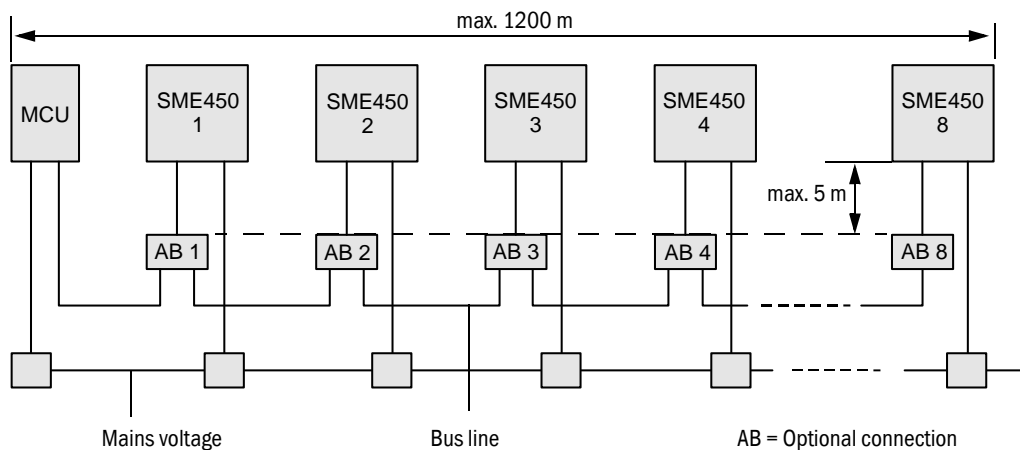 max. 1200 m
MCU
SME450
1
SME450
2
SME450
3
SME450
4
SME450
8
max. 5 m
AB 1
AB 2
AB 3
AB 4
AB 8
Mains voltage
Bus line
AB = Optional connection